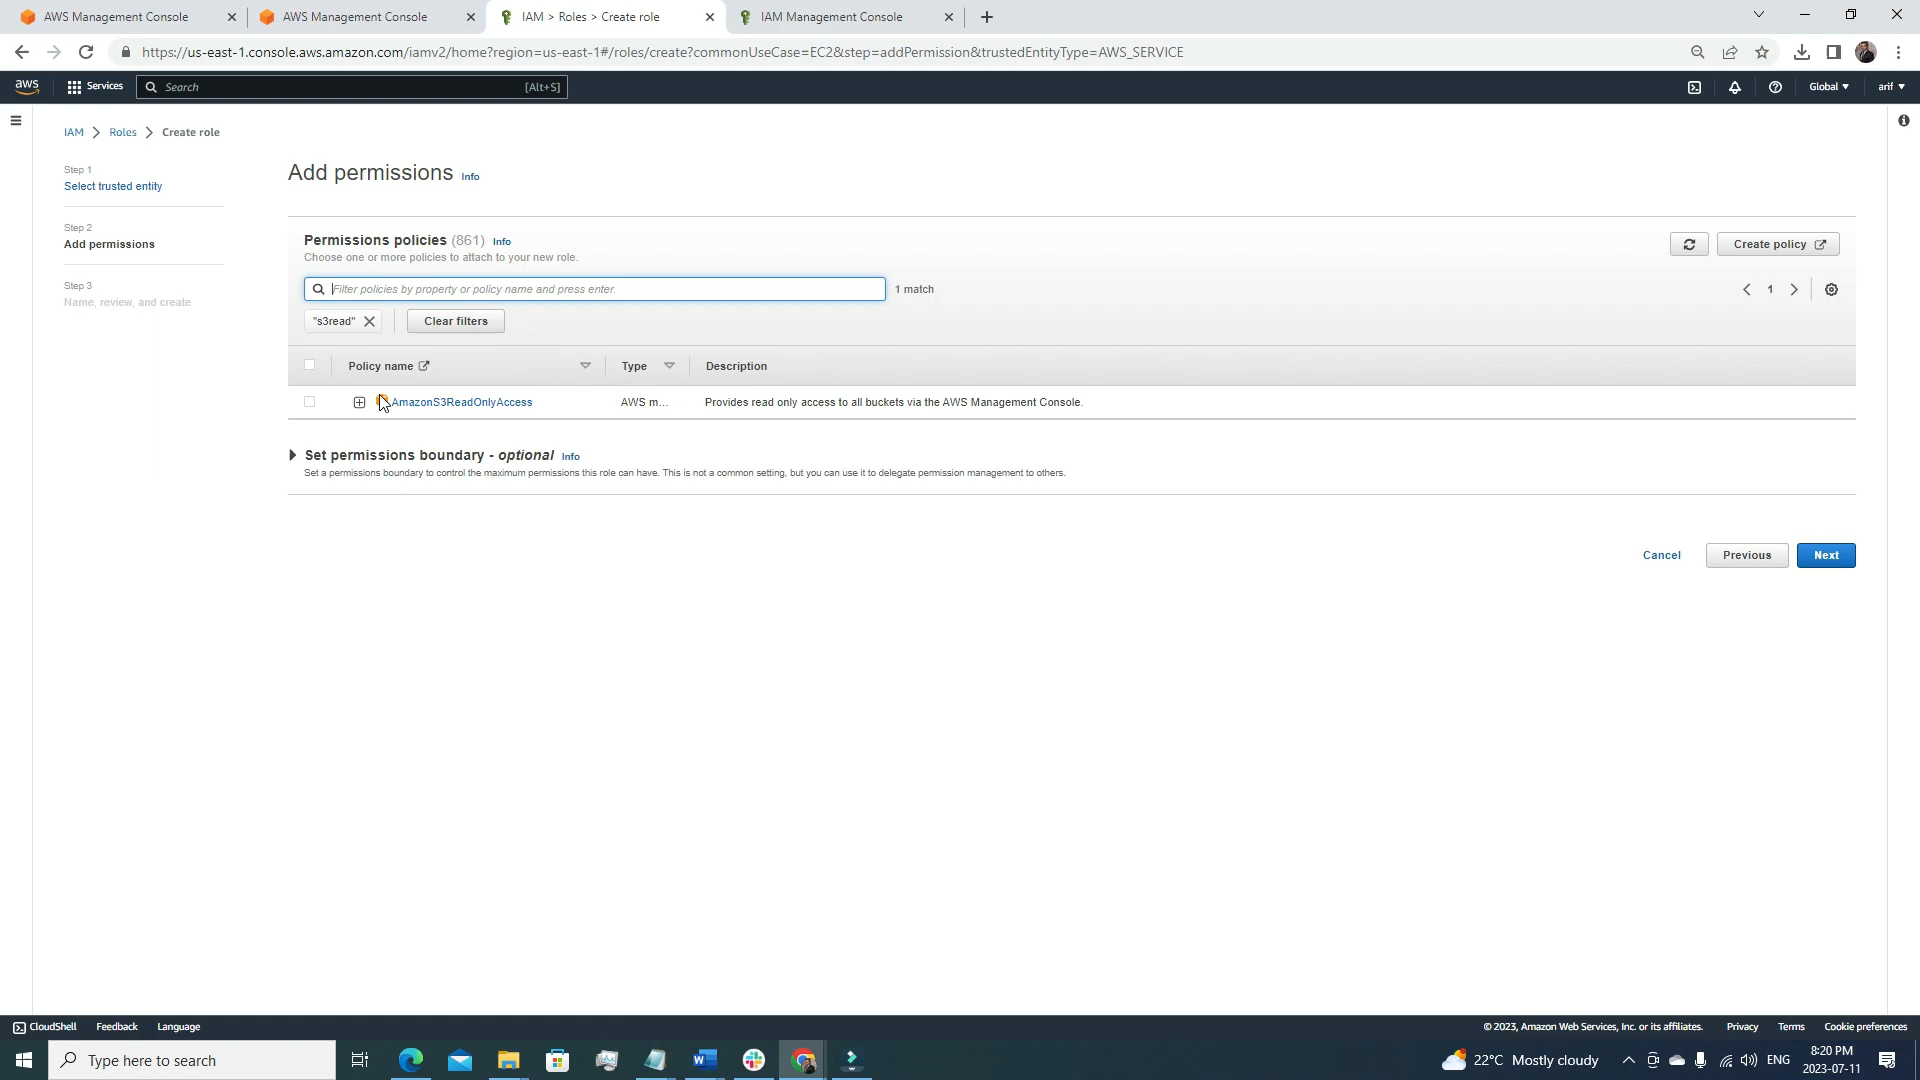 AWS Management Console
AWS Management Console
IAM > Roles > Create role
IAM Management Console
https://us-east-1.console.aws.amazon.com/iamv2/home?region=us-east-1#/roles/create?commonUseCase=EC2&step=addPermission&trustedEntityType=AWS_SERVICE
aws
Services
Search
[Alt+S]
Global
arif
IAM
Roles
Create role
Step 1
Select trusted entity
Step 2
Add permissions
Step 3
Name, review, and create
Add permissions Info
Permissions policies (861) Info
Choose one or more policies to attach to your new role.
Create policy
Filter policies by property or policy name and press enter.
1 match
1
"s3read"
Clear filters
Policy name
Type
Description
AmazonS3ReadOnlyAccess
AWS m...
Provides read only access to all buckets via the AWS Management Console.
Set permissions boundary - optional Info
Set a permissions boundary to control the maximum permissions this role can have. This is not a common setting, but you can use it to delegate permission management to others.
Cancel
Previous
Next
CloudShell
Feedback
Language
© 2023, Amazon Web Services, Inc. or its affiliates.
Privacy
Terms
Cookie preferences
Type here to search
22°C Mostly cloudy
ENG
8:20 PM
2023-07-11